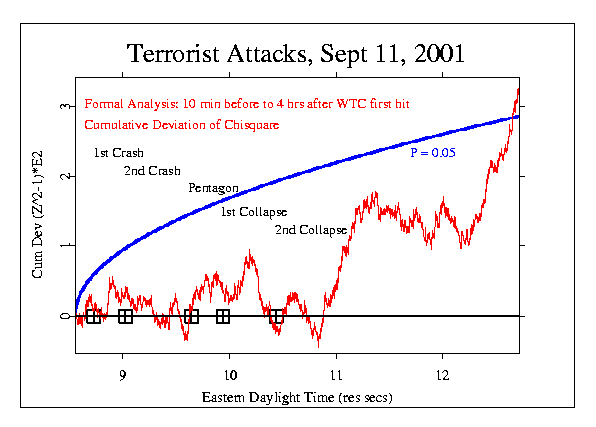 Terrorist Attacks, Sept 11, 2001
Formal Analysis: 10 min before to 4 hrs after WTC first hit
Cumulative Deviation of Chisquare
1st Crash
P = 0.05
2nd Crash
Pentagon
1st Collapse
2nd Collapse
Cum Dev (Z^2-1)*E2
3
2
1
0
9 10 11 12
Eastern Daylight Time (res secs)